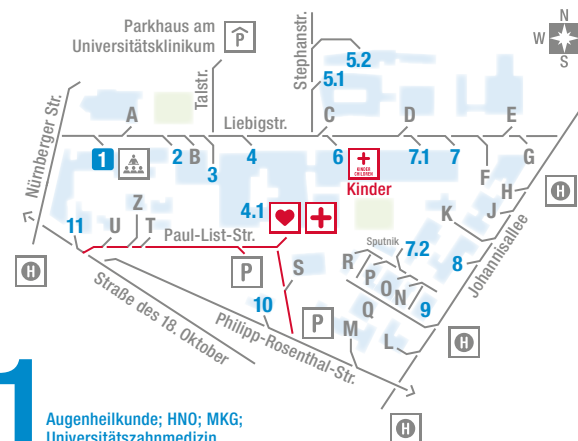 N
W
S
Parkhaus am
Universitätsklinikum
P
Stephanstr.
5.2
5.1
Talstr.
Nürnberger Str.
A
Liebigstr.
C
D
E
1
2
B
3
4
6
KINDER
CHILDREN
Kinder
7.1
7
F
G
H
H
J
K
Z
4.1
11
U
T
Paul-List-Str.
Sputnik
7.2
8
Johannisallee
H
P
S
R
P
O
N
9
Straße des 18. Oktober
10
Philipp-Rosenthal-Str.
P
Q
M
L
H
H
1
Augenheilkunde; HNO; MKG;
Universitätszahnmedizin